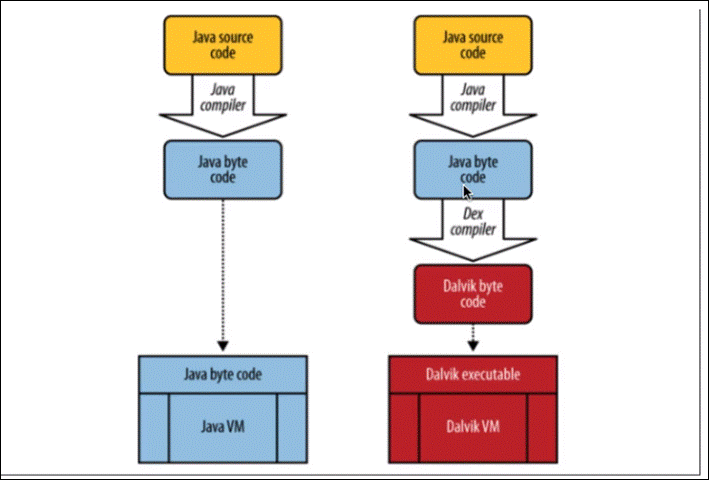 Java source
code
Java
compiler
Java byte
code
Java byte code
Java VM
Java source
code
Java
compiler
Java byte
code
Dex
compiler
Dalvik byte
code
Dalvik executable
Dalvik VM